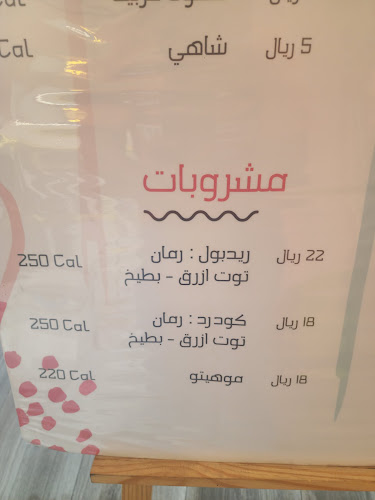 5 ريال شاهي Cal
مشروبات
22 ريال ريدبول : رمان 250 Cal
توت ازرق - بطيخ
18 ريال كودرد : رمان 250 Cal
توت ازرق - بطيخ
18 ريال موهيتو 220 Cal